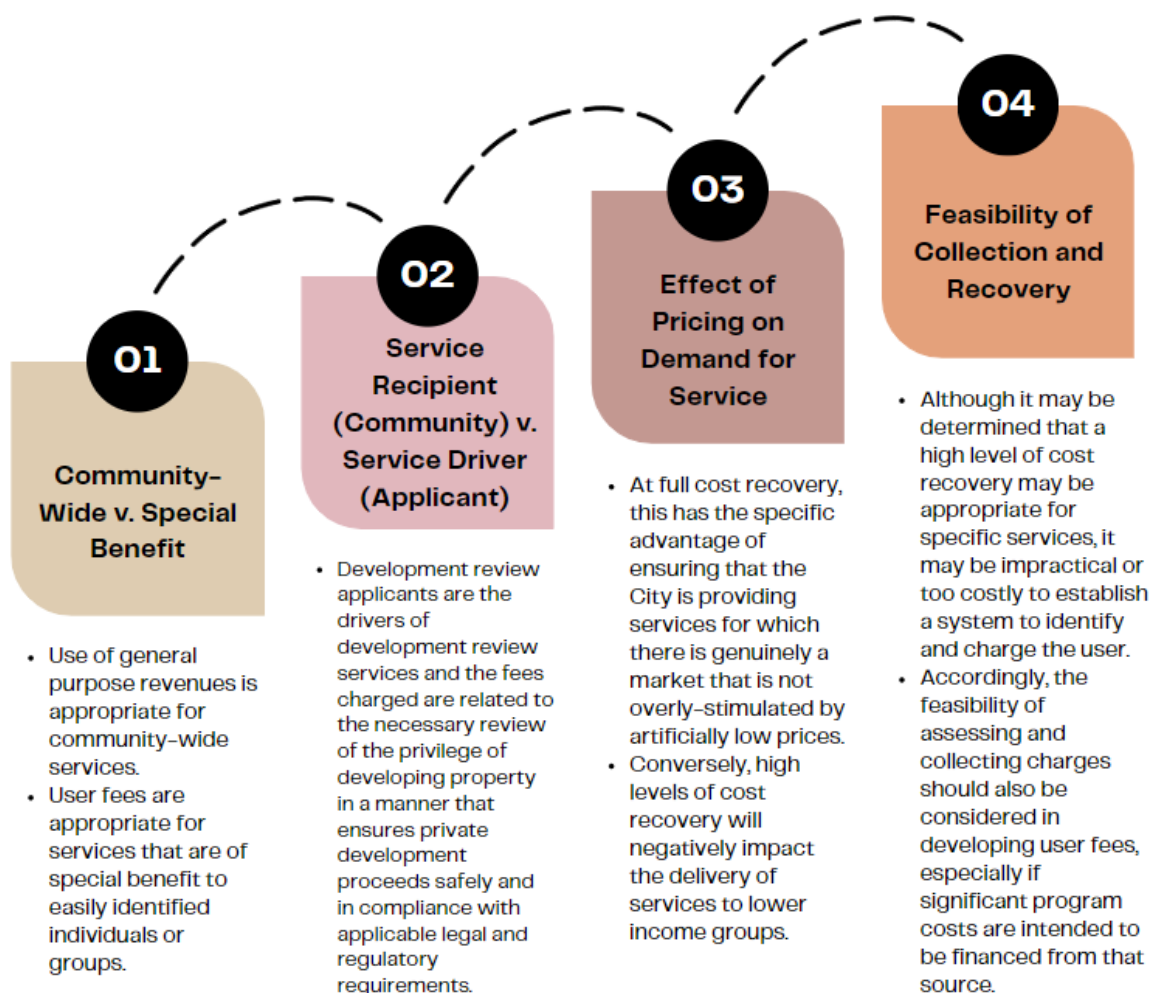 01
Community-
Wide v. Special
Benefit
• Use of general
purpose revenues is
appropriate for
community-wide
services.
• User fees are
appropriate for
services that are of
special benefit to
easily identified
individuals or
groups.
02
Service
Recipient
(Community) v.
Service Driver
(Applicant)
• Development review
applicants are the
drivers of
development review
services and the fees
charged are related to
the necessary review
of the privilege of
developing property
in a manner that
ensures private
development
proceeds safely and
in compliance with
applicable legal and
regulatory
requirements.
03
Effect of
Pricing on
Demand for
Service
• At full cost recovery,
this has the specific
advantage of
ensuring that the
City is providing
services for which
there is genuinely a
market that is not
overly-stimulated by
artificially low prices.
• Conversely, high
levels of cost
recovery will
negatively impact
the delivery of
services to lower
income groups.
04
Feasibility of
Collection and
Recovery
• Although it may be
determined that a
high level of cost
recovery may be
appropriate for
specific services, it
may be impractical or
too costly to establish
a system to identify
and charge the user.
• Accordingly, the
feasibility of
assessing and
collecting charges
should also be
considered in
developing user fees,
especially if
significant program
costs are intended to
be financed from that
source.